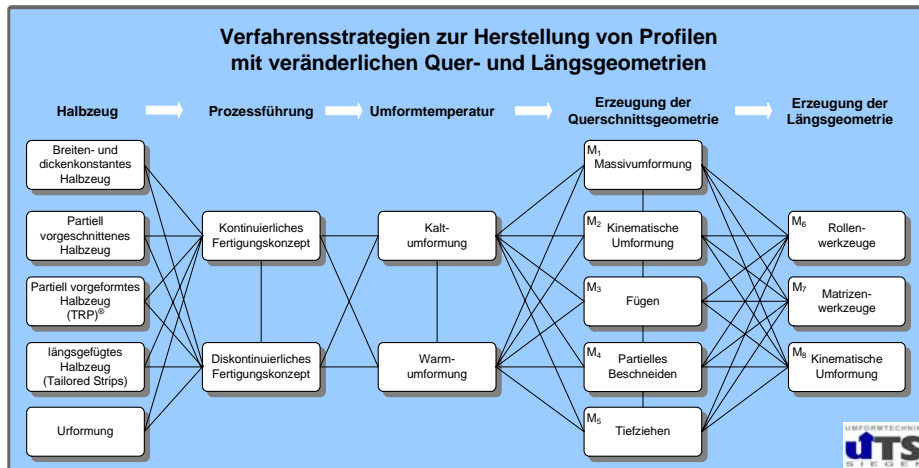 Verfahrensstrategien zur Herstellung von Profilen
mit veränderlichen Quer- und Längsgeometrien
Halbzeug
Prozessführung
Umformtemperatur
Erzeugung der
Querschnittsgeometrie
Erzeugung der
Längsgeometrie
Breiten- und
dickenkonstantes
Halbzeug
Partiell
vorgeschnittenes
Halbzeug
Partiell vorgeformtes
Halbzeug
(TRP)®
längsgefügtes
Halbzeug
(Tailored Strips)
Urformung
Kontinuierliches
Fertigungskonzept
Diskontinuierliches
Fertigungskonzept
Kalt-
umformung
Warm-
umformung
M1
Massivumformung
M2
Kinematische
Umformung
M3
Fügen
M4
Partielles
Beschneiden
M5
Tiefziehen
M6
Rollen-
werkzeuge
M7
Matrizen-
werkzeuge
M8
Kinematische
Umformung
UMFORMTECHNIK
UTS
SIEGEN